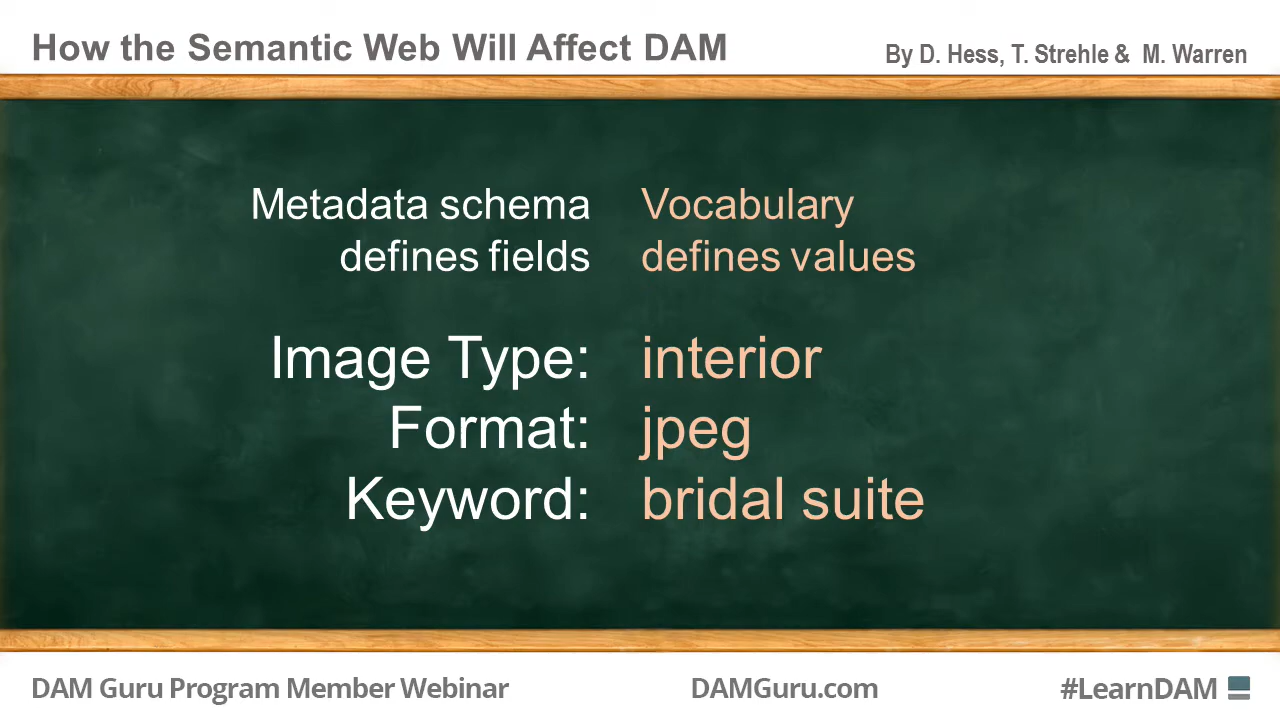 How the Semantic Web Will Affect DAM
By D. Hess, T. Strehle & M. Warren
Metadata schema Vocabulary
defines fields defines values
Image Type: interior
Format: jpeg
Keyword: bridal suite
DAM Guru Program Member Webinar
DAMGuru.com
#LearnDAM